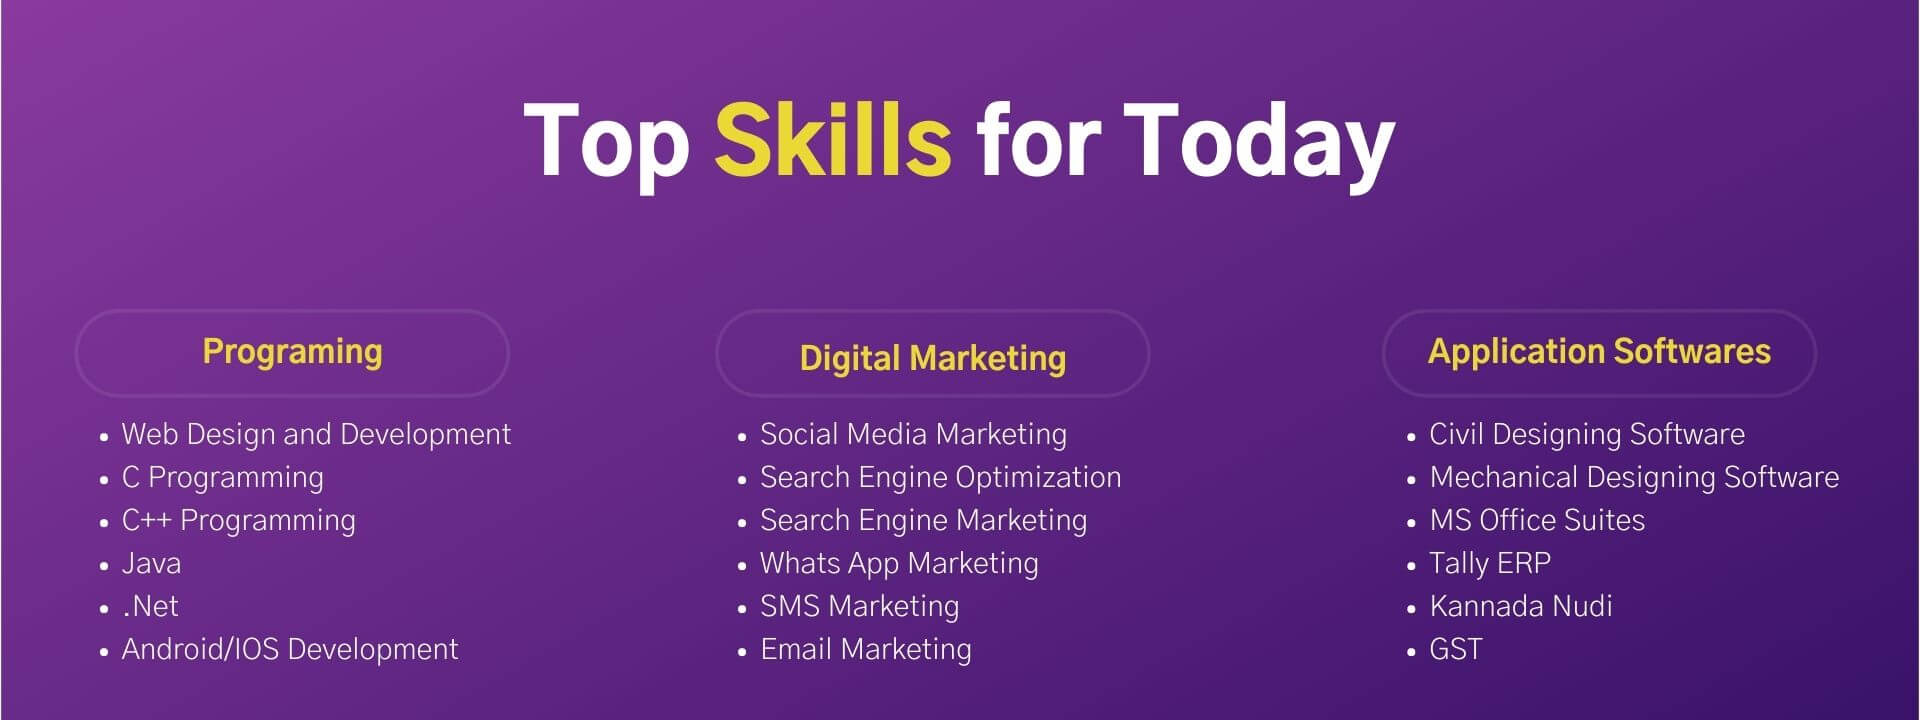 Top Skills for Today
Programing
• Web Design and Development
• C Programming
• C++ Programming
• Java
• .Net
• Android/IOS Development
Digital Marketing
• Social Media Marketing
• Search Engine Optimization
• Search Engine Marketing
• Whats App Marketing
• SMS Marketing
• Email Marketing
Application Softwares
• Civil Designing Software
• Mechanical Designing Software
• MS Office Suites
• Tally ERP
• Kannada Nudi
• GST